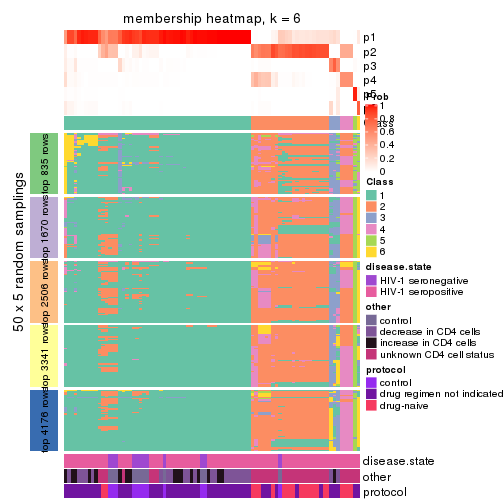 membership heatmap, k = 6
p1
p2
p3
p4
p5
Prob
1
0.8
0.6
0.4
0.2
0
Class
Class
1
2
3
4
5
6
disease.state
HIV-1 seronegative
HIV-1 seropositive
other
control
decrease in CD4 cells
increase in CD4 cells
unknown CD4 cell status
protocol
control
drug regimen not indicated
drug-naive
50 x 5 random samplings
top 835 rows
top 1670 rows
top 2506 rows
top 3341 rows
top 4176 rows
disease.state
other
protocol